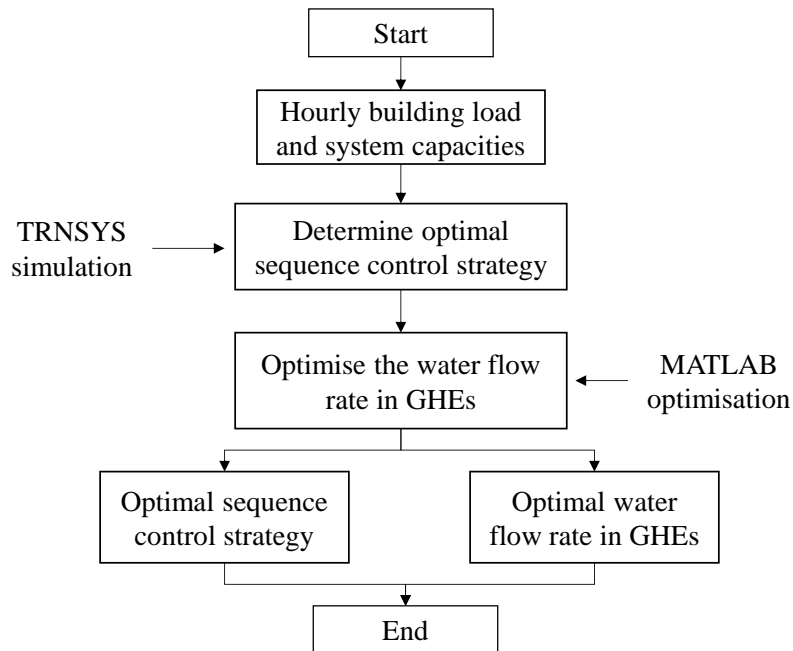 Start
Hourly building load
and system capacities
TRNSYS
simulation
Determine optimal
sequence control strategy
Optimise the water flow
rate in GHEs
MATLAB
optimisation
Optimal sequence
control strategy
Optimal water
flow rate in GHEs
End